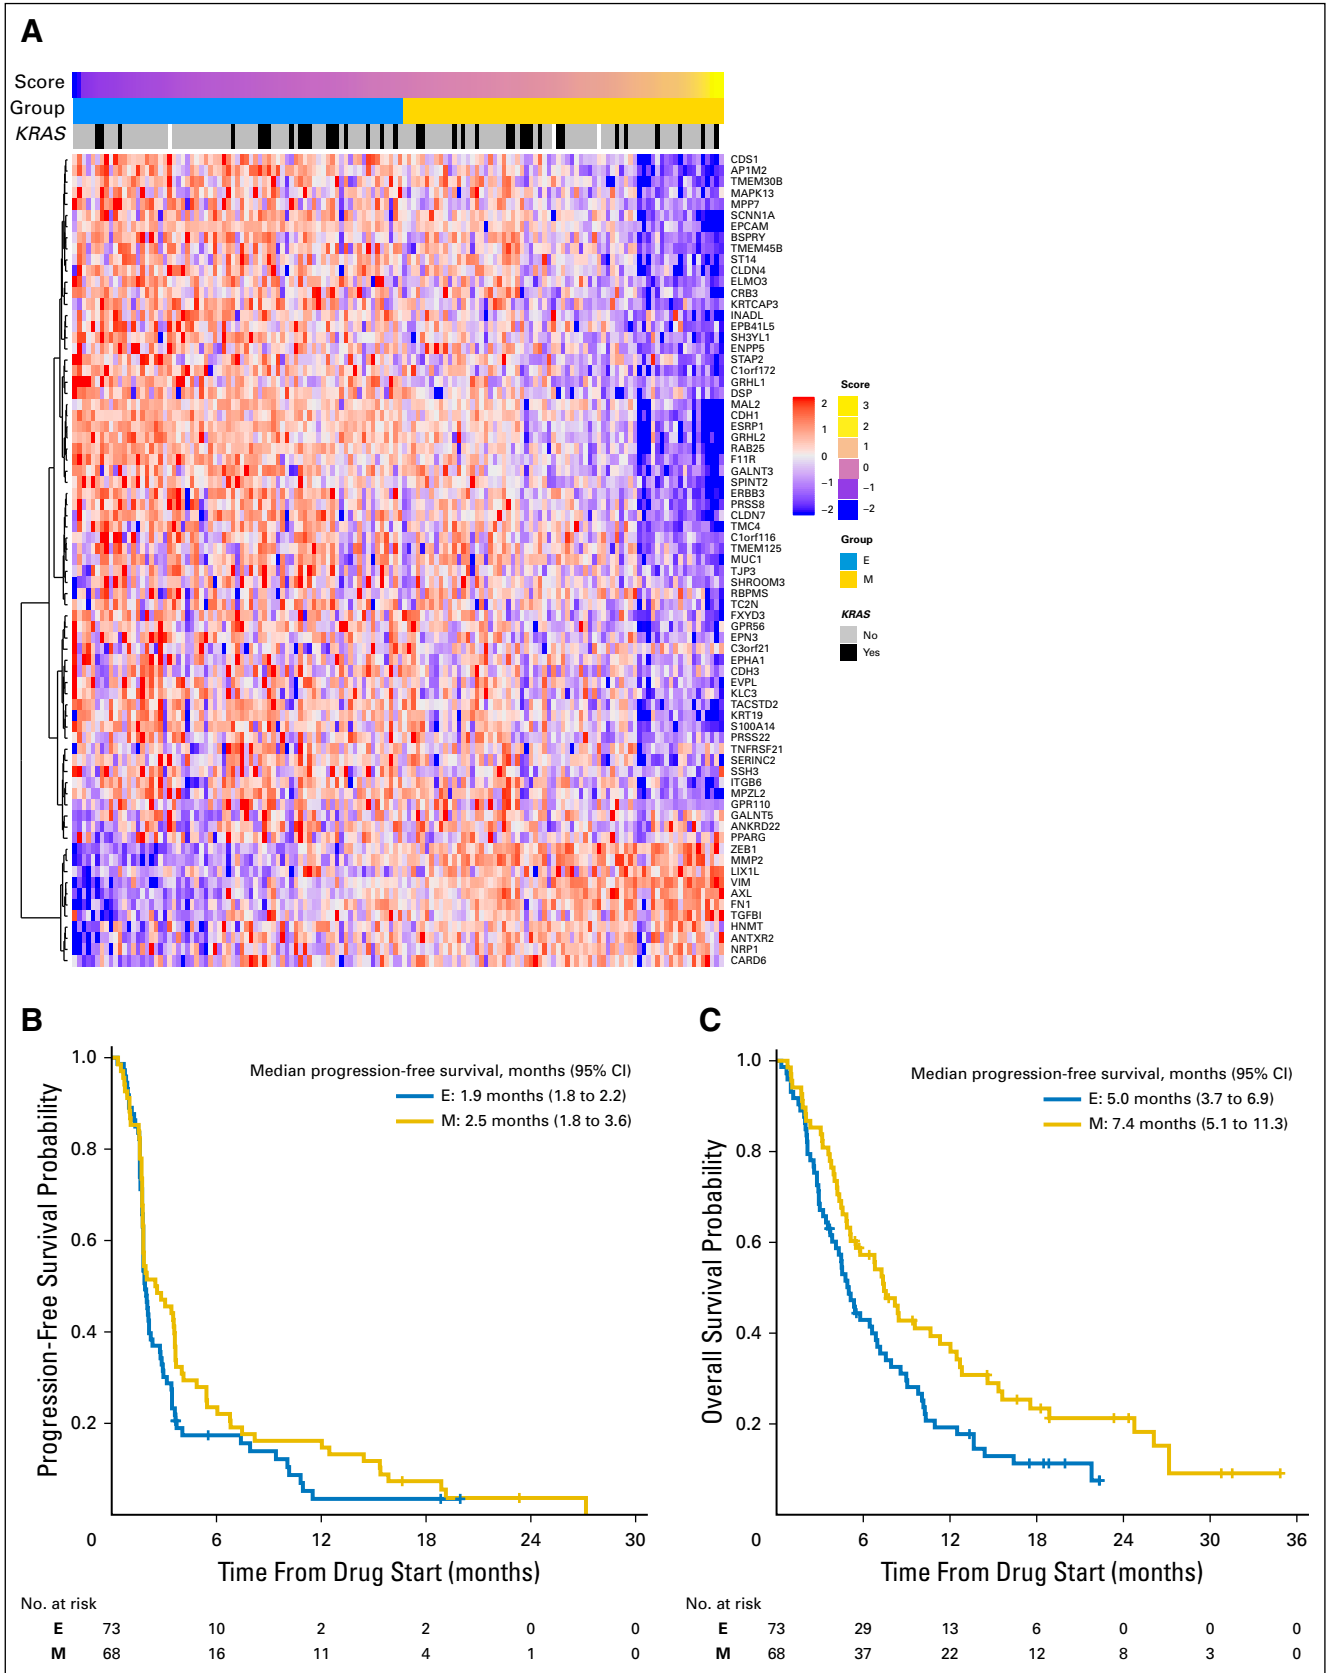 A
Score
Group
KRAS
CDS1
AP1M2
TMEM30B
MAPK13
MPP7
SCNN1A
EPCAM
BSPRY
TMEM45B
ST14
CLDN4
ELMO3
CRB3
KRTCAP3
INADL
EPB41L5
SH3YL1
ENPP5
STAP2
C1orf172
GRHL1
DSP
MAL2
CDH1
ESRP1
GRHL2
RAB25
F11R
GALNT3
SPINT2
ERBB3
PRSS8
CLDN7
TMC4
C1orf116
TMEM125
MUC1
TJP3
SHROOM3
RBPMS
TC2N
FXYD3
GPR56
EPN3
C3orf21
EPHA1
CDH3
EVPL
KLC3
TACSTD2
KRT19
S100A14
PRSS22
TNFRSF21
SERINC2
SSH3
ITGB6
MPZL2
GPR110
GALNT5
ANKRD22
PPARG
ZEB1
MMP2
LIX1L
VIM
AXL
FN1
TGFBI
HNMT
ANTXR2
NRP1
CARD6
2
1
0
−1
−2
Score
3
2
1
0
−1
−2
Group
E
M
KRAS
No
Yes
B
Progression-Free Survival Probability
1.0
0.8
0.6
0.4
0.2
Median progression-free survival, months (95% CI)
E: 1.9 months (1.8 to 2.2)
M: 2.5 months (1.8 to 3.6)
0 6 12 18 24 30
Time From Drug Start (months)
No. at risk
E 73 10 2 2 0 0
M 68 16 11 4 1 0
C
Overall Survival Probability
1.0
0.8
0.6
0.4
0.2
Median progression-free survival, months (95% CI)
E: 5.0 months (3.7 to 6.9)
M: 7.4 months (5.1 to 11.3)
0 6 12 18 24 30 36
Time From Drug Start (months)
No. at risk
E 73 29 13 6 0 0 0
M 68 37 22 12 8 3 0